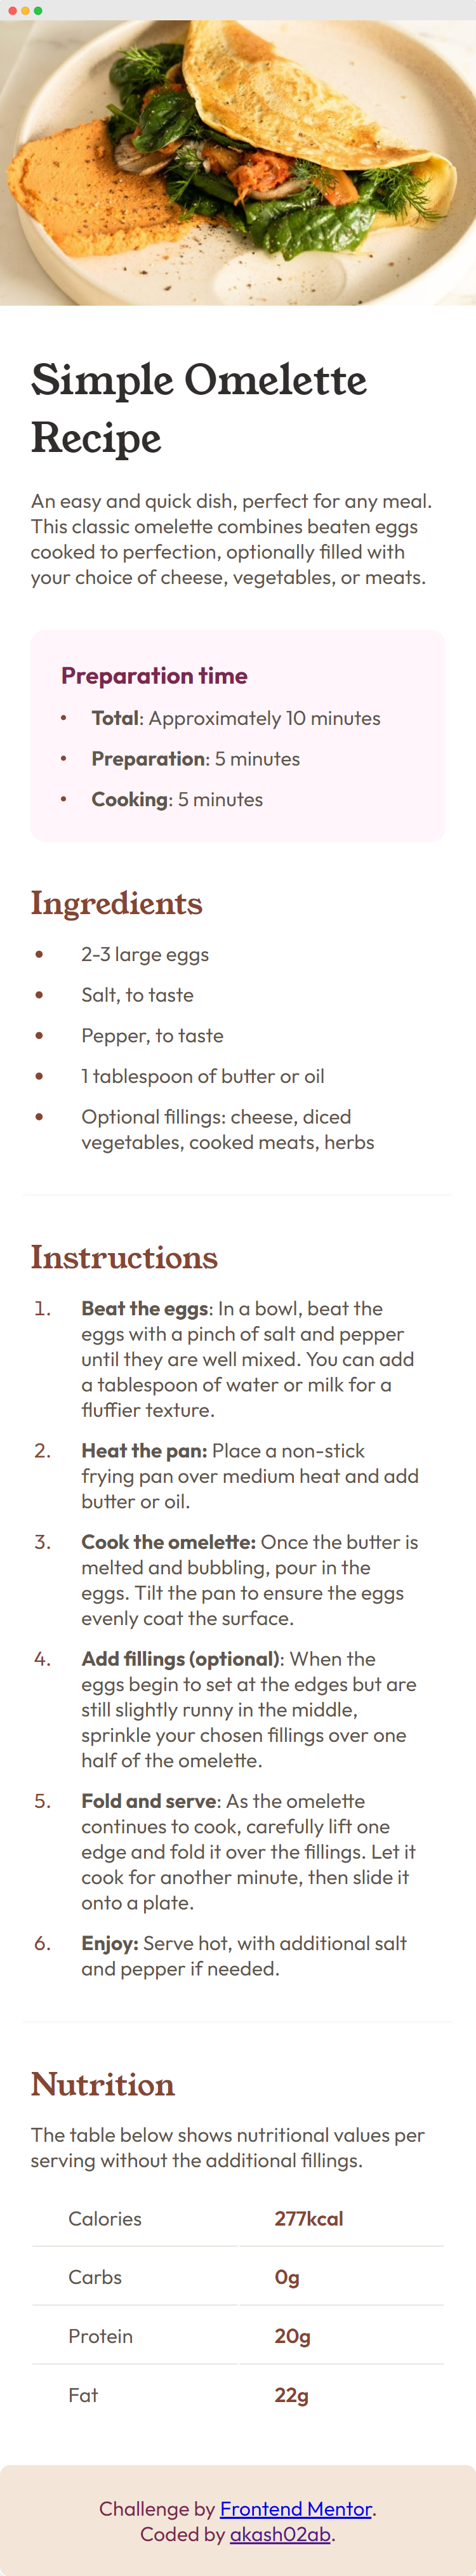 Simple Omelette
Recipe
An easy and quick dish, perfect for any meal.
This classic omelette combines beaten eggs
cooked to perfection, optionally filled with
your choice of cheese, vegetables, or meats.
Preparation time
• Total: Approximately 10 minutes
• Preparation: 5 minutes
• Cooking: 5 minutes
Ingredients
• 2-3 large eggs
• Salt, to taste
• Pepper, to taste
• 1 tablespoon of butter or oil
• Optional fillings: cheese, diced
vegetables, cooked meats, herbs
Instructions
1. Beat the eggs: In a bowl, beat the
eggs with a pinch of salt and pepper
until they are well mixed. You can add
a tablespoon of water or milk for a
fluffier texture.
2. Heat the pan: Place a non-stick
frying pan over medium heat and add
butter or oil.
3. Cook the omelette: Once the butter is
melted and bubbling, pour in the
eggs. Tilt the pan to ensure the eggs
evenly coat the surface.
4. Add fillings (optional): When the
eggs begin to set at the edges but are
still slightly runny in the middle,
sprinkle your chosen fillings over one
half of the omelette.
5. Fold and serve: As the omelette
continues to cook, carefully lift one
edge and fold it over the fillings. Let it
cook for another minute, then slide it
onto a plate.
6. Enjoy: Serve hot, with additional salt
and pepper if needed.
Nutrition
The table below shows nutritional values per
serving without the additional fillings.
Calories 277kcal
Carbs 0g
Protein 20g
Fat 22g
Challenge by Frontend Mentor.
Coded by akash02ab.